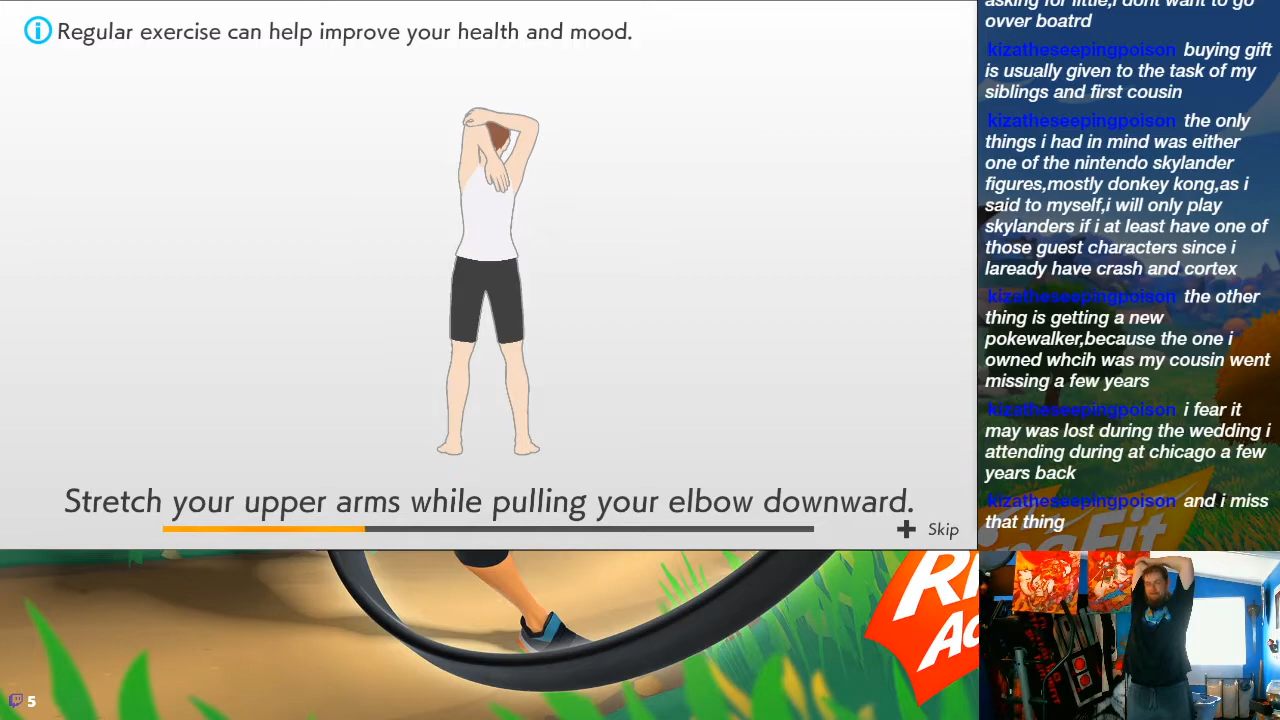 Regular exercise can help improve your health and mood.
Stretch your upper arms while pulling your elbow downward.
Skip
asking for little,i dont want to go
ovver boatrd
kizatheseepingpoison buying gift
is usually given to the task of my
siblings and first cousin
kizatheseepingpoison the only
things i had in mind was either
one of the nintendo skylander
figures,mostly donkey kong,as i
said to myself,i will only play
skylanders if i at least have one of
those guest characters since i
laready have crash and cortex
kizatheseepingpoison the other
thing is getting a new
pokewalker,because the one i
owned whcih was my cousin went
missing a few years
kizatheseepingpoison i fear it
may was lost during the wedding i
attending during at chicago a few
years back
kizatheseepingpoison and i miss
that thing
5